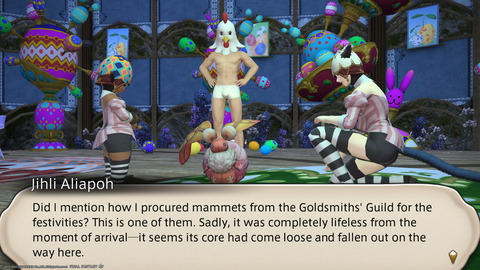 Jihli Aliapoh
Did I mention how I procured mammets from the Goldsmiths' Guild for the
festivities? This is one of them. Sadly, it was completely lifeless from the
moment of arrival─it seems its core had come loose and fallen out on the
way here.